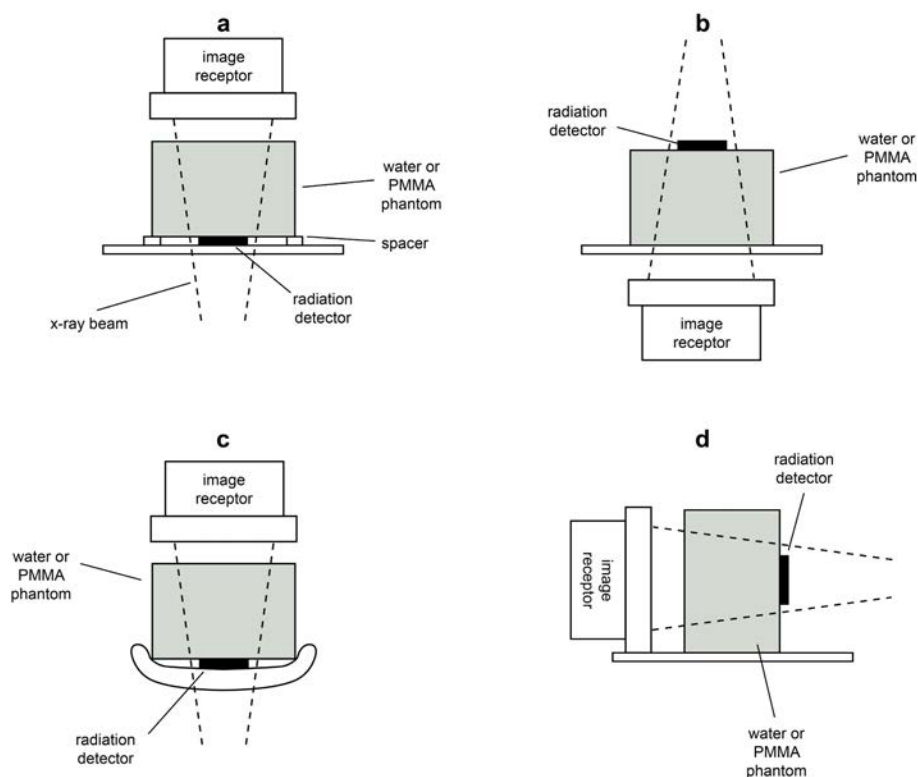 a
image
receptor
water or
PMMA
phantom
spacer
radiation
detector
x-ray beam
b
radiation
detector
water or
PMMA
phantom
image
receptor
c
image
receptor
water or
PMMA
phantom
radiation
detector
d
radiation
detector
image
receptor
water or
PMMA
phantom